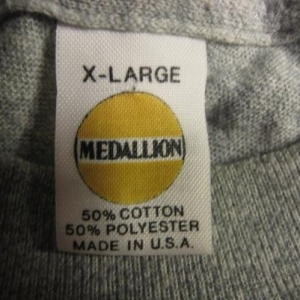 X-LARGE
MEDALLION
50% COTTON
50% POLYESTER
MADE IN U.S.A.